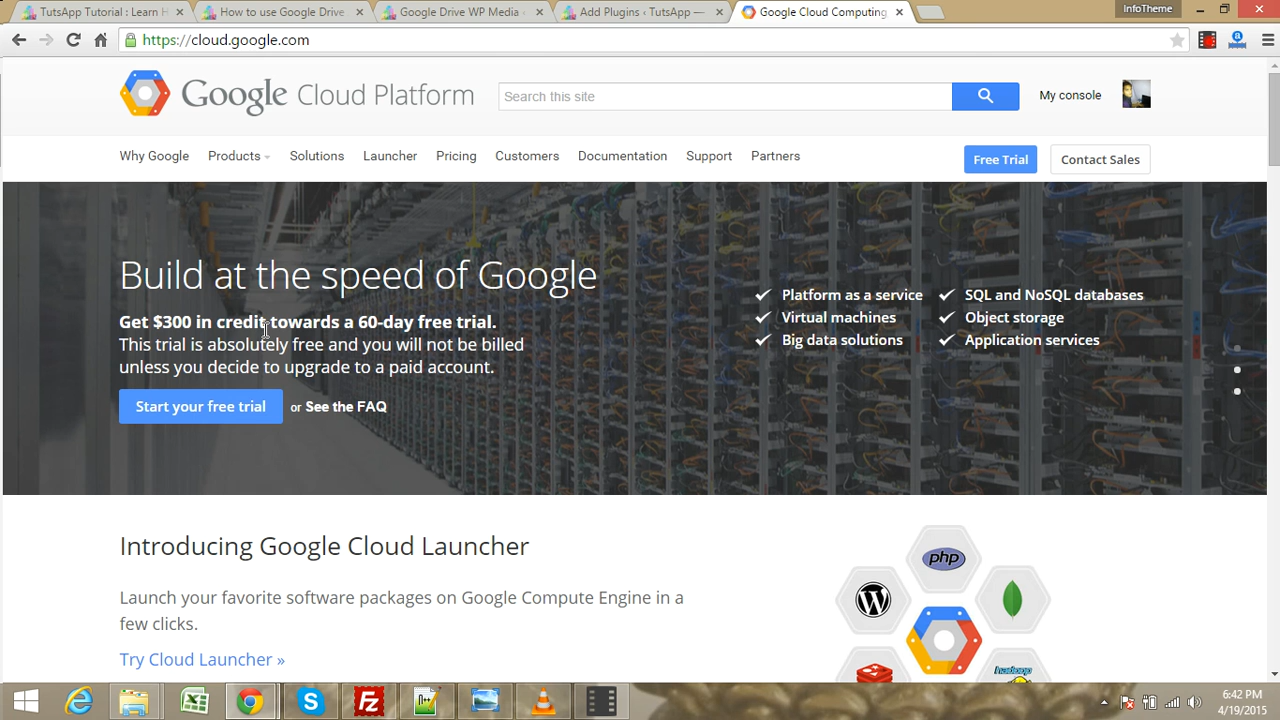 TutsApp Tutorial : Learn H
How to use Google Drive
Google Drive WP Media
Add Plugins ‹ TutsApp —
Google Cloud Computing
InfoTheme
https://cloud.google.com
Google Cloud Platform
Search this site
My console
Why Google
Products
Solutions
Launcher
Pricing
Customers
Documentation
Support
Partners
Free Trial
Contact Sales
Build at the speed of Google
Get $300 in credit towards a 60-day free trial.
This trial is absolutely free and you will not be billed
unless you decide to upgrade to a paid account.
Start your free trial
or See the FAQ
Platform as a service
SQL and NoSQL databases
Virtual machines
Object storage
Big data solutions
Application services
Introducing Google Cloud Launcher
Launch your favorite software packages on Google Compute Engine in a
few clicks.
Try Cloud Launcher »
php
hadoop
6:42 PM
4/19/2015